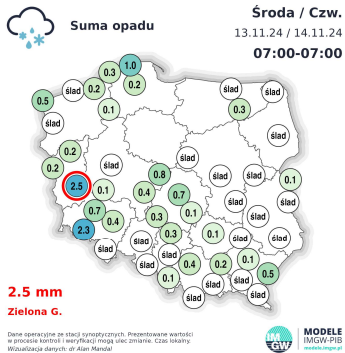 Suma opadu
Środa / Czw.
13.11.24 / 14.11.24
07:00-07:00
1.0
0.3
0.2
0.2
ślad
ślad
ślad
0.5
0.1
0.3
ślad
ślad
0.2
ślad
0.2
ślad
0.8
ślad
ślad
0.1
2.5
0.1
0.4
0.7
ślad
ślad
0.7
0.4
0.3
0.1
ślad
2.3
0.3
0.1
ślad
ślad
ślad
ślad
ślad
ślad
0.4
0.2
0.1
0.5
0.1
ślad
ślad
ślad
ślad
2.5 mm
Zielona G.
Dane operacyjne ze stacji synoptycznych. Prezentowane wartości
w procesie kontroli i weryfikacji mogą ulec zmianie. Czas lokalny.
Wizualizacja danych: dr Alan Mandal
IMGW
MODELE
IMGW-PIB
modele.imgw.pl